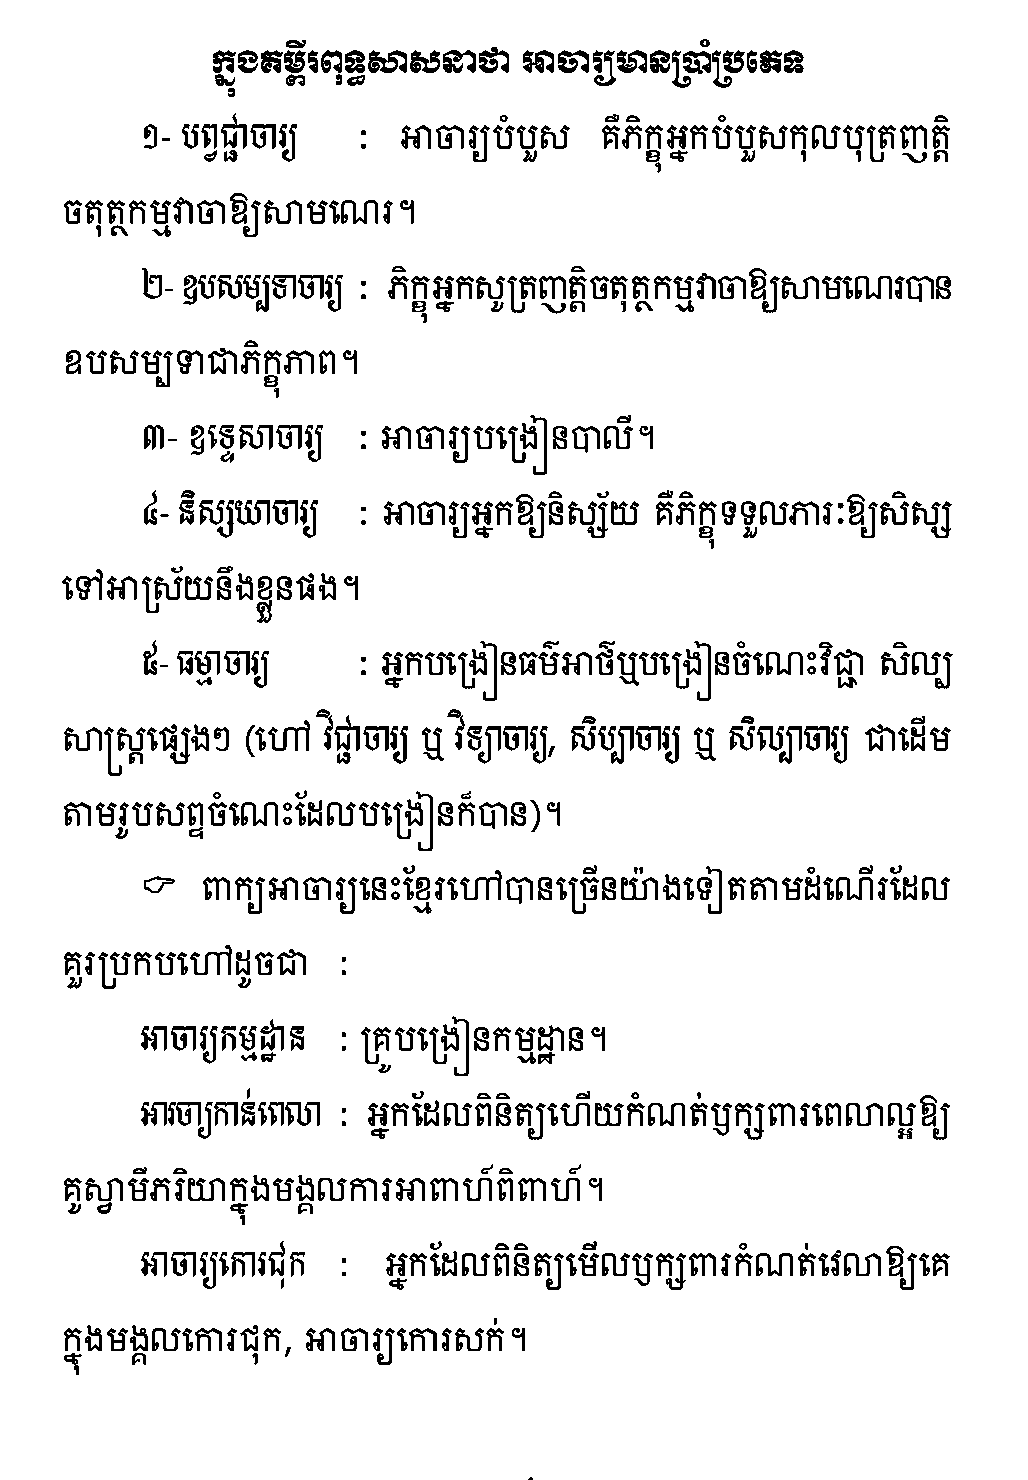 ក្នុងគម្ពីរពុទ្ធសាសនាថា អាចារ្យមានប្រាំប្រភេទ
១- បព្វជ្ជាចារ្យ : អាចារ្យបំបួស គឺភិក្ខុអ្នកបំបួសកុលបុត្រញត្តិ
ចតុត្ថកម្មវាចាឱ្យសាមណេរ។
២- ឧបសម្បទាចារ្យ : ភិក្ខុអ្នកសូត្រញត្តិចតុត្ថកម្មវាចាឱ្យសាមណេរបាន
ឧបសម្បទាជាភិក្ខុភាព។
៣- ឧទ្ទេសាចារ្យ : អាចារ្យបង្រៀនបាលី។
៤- និស្សយាចារ្យ : អាចារ្យអ្នកឱ្យនិស្ស័យ គឺភិក្ខុទទួលភារៈឱ្យសិស្ស
ទៅអាស្រ័យនឹងខ្លួនផង។
៥- ធម្មាចារ្យ : អ្នកបង្រៀនធម៌អាថ៌ឬបង្រៀនចំណេះវិជ្ជា សិល្ប
សាស្ត្រផ្សេងៗ (ហៅ វិជ្ជាចារ្យ ឬ វិទ្យាចារ្យ, សិប្បាចារ្យ ឬ សិល្បាចារ្យ ជាដើម
តាមរូបសព្ទចំណេះដែលបង្រៀនក៏បាន)។
☞ ពាក្យអាចារ្យនេះខ្មែរហៅបានច្រើនយ៉ាងទៀតតាមដំណើរដែល
គួរប្រកបហៅដូចជា :
អាចារ្យកម្មដ្ឋាន : គ្រូបង្រៀនកម្មដ្ឋាន។
អារចា្យកាន់ពេលា : អ្នកដែលពិនិត្យហើយកំណត់ឫក្សពារពេលាល្អឱ្យ
គូស្វាមីភរិយាក្នុងមង្គលការអាពាហ៍ពិពាហ៍។
អាចារ្យកោរជុំក : អ្នកដែលពិនិត្យមើលឫក្សពារកំណត់វេលាឱ្យគេ
ក្នុងមង្គលកោរជុក, អាចារ្យកោរសក់។